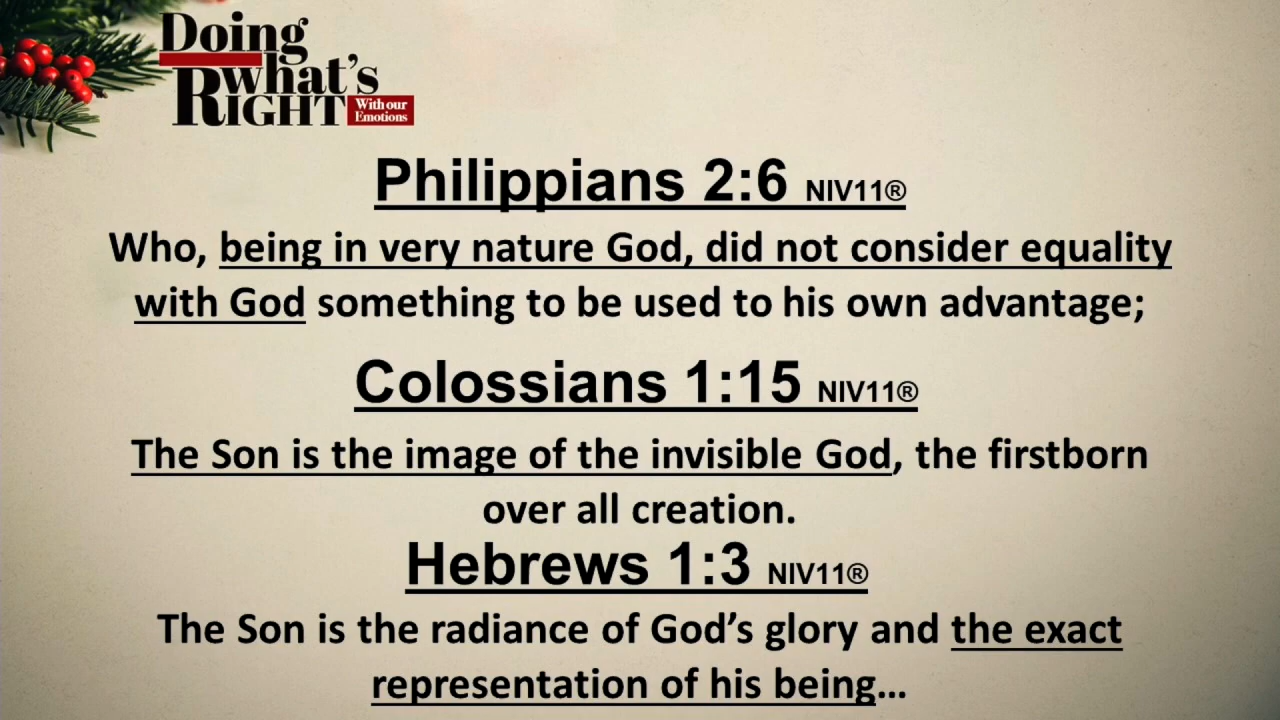 Doing
what's
RIGHT
With our
Emotions
Philippians 2:6 NIV11®
Who, being in very nature God, did not consider equality
with God something to be used to his own advantage;
Colossians 1:15 NIV11®
The Son is the image of the invisible God, the firstborn
over all creation.
Hebrews 1:3 NIV11®
The Son is the radiance of God’s glory and the exact
representation of his being…